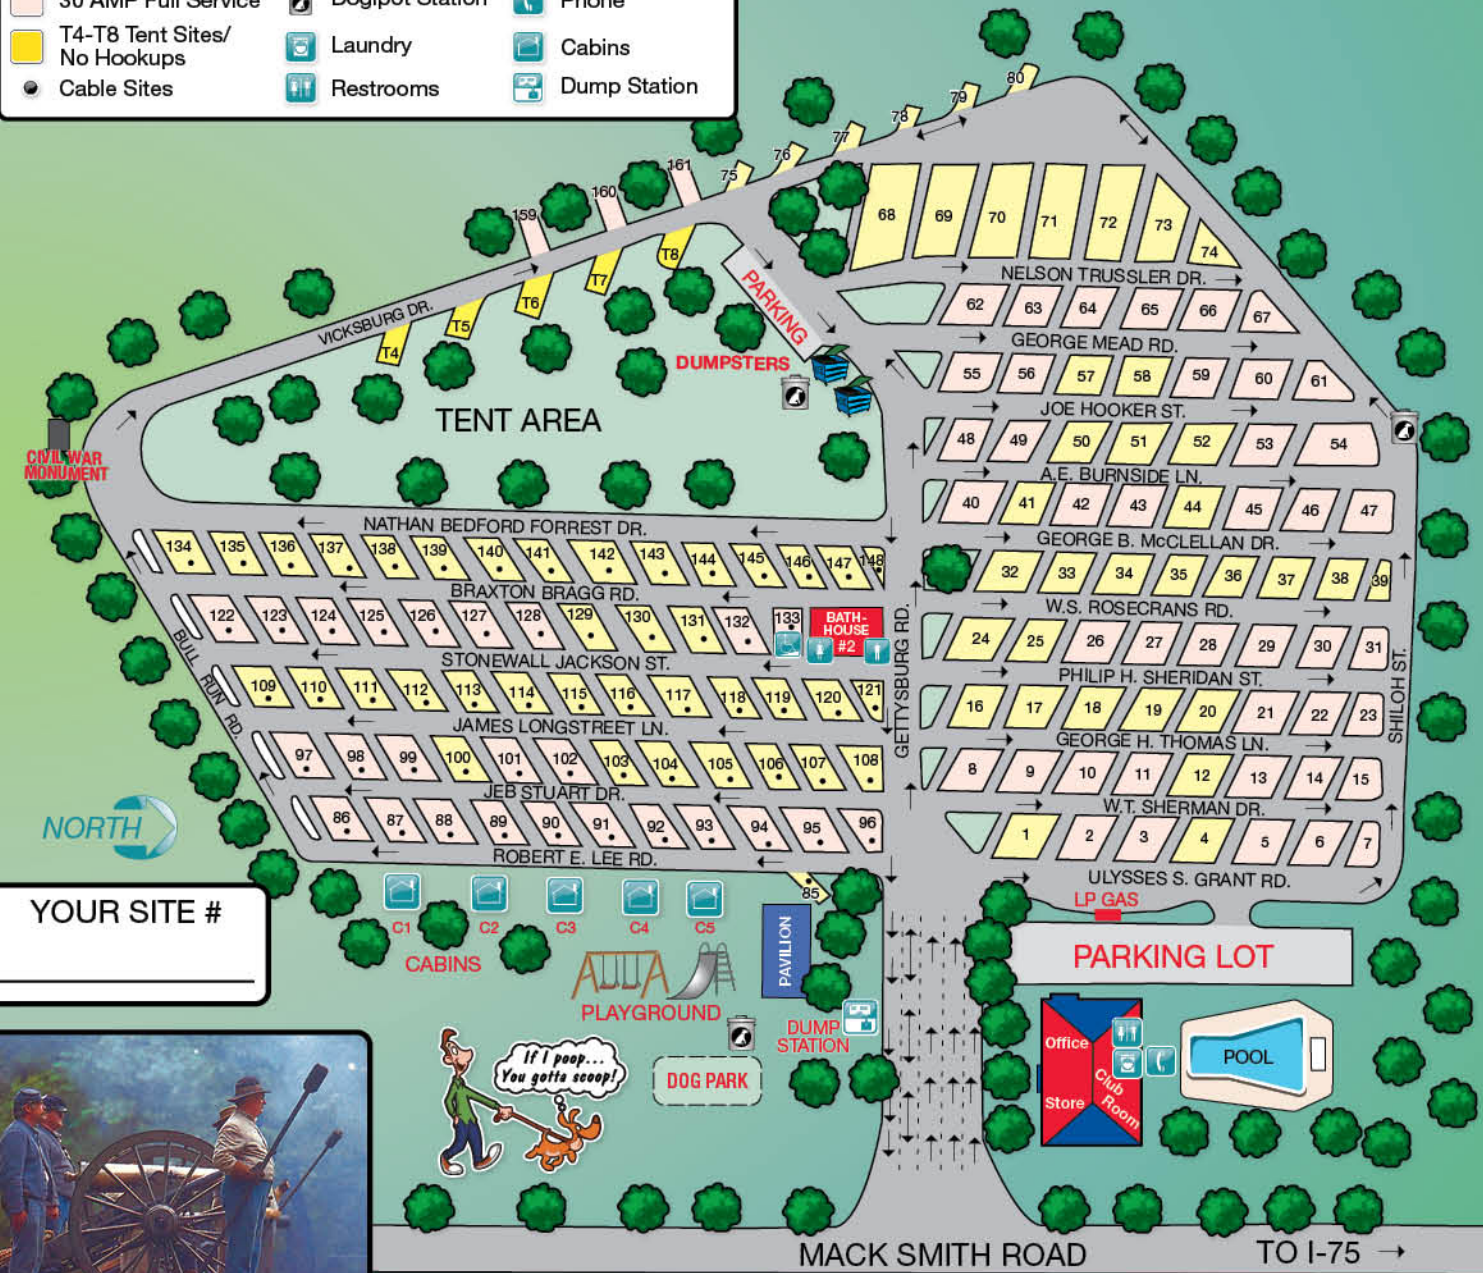 30 AMP Full Service
Dogipot Station
Phone
T4-T8 Tent Sites/
No Hookups
Laundry
Cabins
Cable Sites
Restrooms
Dump Station
80
79
78
77
76
75
161
160
159
68
69
70
71
72
73
74
T8
T7
T6
T5
T4
VICKSBURG DR.
PARKING
NELSON TRUSSLER DR.
62
63
64
65
66
67
GEORGE MEAD RD.
DUMPSTERS
55
56
57
58
59
60
61
JOE HOOKER ST.
TENT AREA
48
49
50
51
52
53
54
CIVIL WAR
MONUMENT
A.E. BURNSIDE LN.
40
41
42
43
44
45
46
47
NATHAN BEDFORD FORREST DR.
GEORGE B. McCLELLAN DR.
134
135
136
137
138
139
140
141
142
143
144
145
146
147
148
32
33
34
35
36
37
38
39
BRAXTON BRAGG RD.
W.S. ROSECRANS RD.
122
123
124
125
126
127
128
129
130
131
132
133
BATH-
HOUSE
#2
24
25
26
27
28
29
30
31
STONEWALL JACKSON ST.
PHILIP H. SHERIDAN ST.
BULL RUN RD.
GETTYSBURG RD.
SHILOH ST.
109
110
111
112
113
114
115
116
117
118
119
120
121
16
17
18
19
20
21
22
23
JAMES LONGSTREET LN.
GEORGE H. THOMAS LN.
97
98
99
100
101
102
103
104
105
106
107
108
8
9
10
11
12
13
14
15
JEB STUART DR.
W.T. SHERMAN DR.
86
87
88
89
90
91
92
93
94
95
96
1
2
3
4
5
6
7
NORTH
ROBERT E. LEE RD.
ULYSSES S. GRANT RD.
85
LP GAS
YOUR SITE #
C1
C2
C3
C4
C5
CABINS
PAVILION
PARKING LOT
PLAYGROUND
DUMP
STATION
If I poop...
You gotta scoop!
DOG PARK
Office
Store
Club
Room
POOL
MACK SMITH ROAD
TO I-75